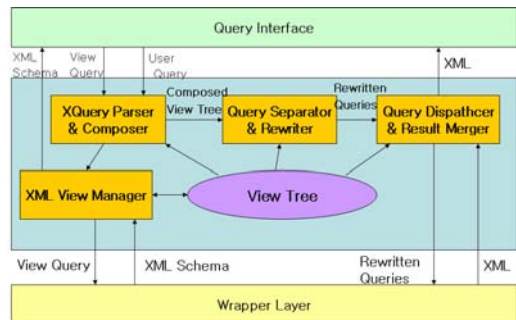 Query Interface
XML
Schema
View
Query
User
Query
XML
Composed
View Tree
Rewritten
Queries
XQuery Parser
& Composer
Query Separator
& Rewriter
Query Dispathcer
& Result Merger
XML View Manager
View Tree
View Query
XML Schema
Rewritten
Queries
XML
Wrapper Layer